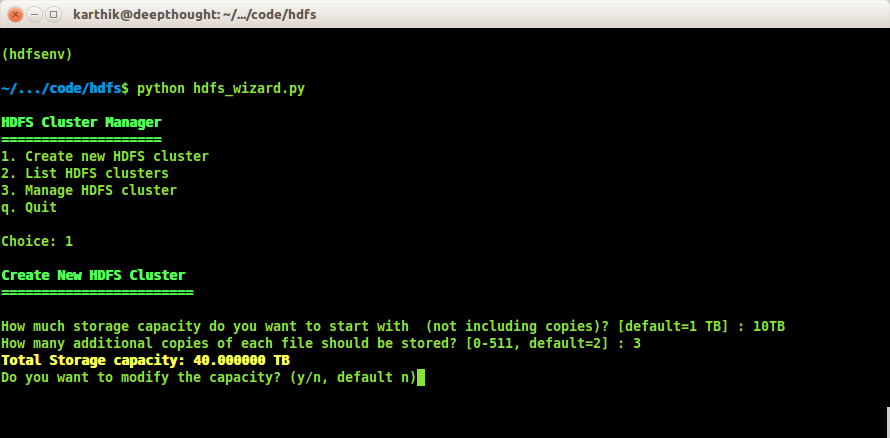 karthik@deepthought: ~/.../code/hdfs
(hdfsenv)
~/.../code/hdfs$ python hdfs_wizard.py
HDFS Cluster Manager
====================
1. Create new HDFS cluster
2. List HDFS clusters
3. Manage HDFS cluster
q. Quit
Choice: 1
Create New HDFS Cluster
========================
How much storage capacity do you want to start with  (not including copies)? [default=1 TB] : 10TB
How many additional copies of each file should be stored? [0-511, default=2] : 3
Total Storage capacity: 40.000000 TB
Do you want to modify the capacity? (y/n, default n)